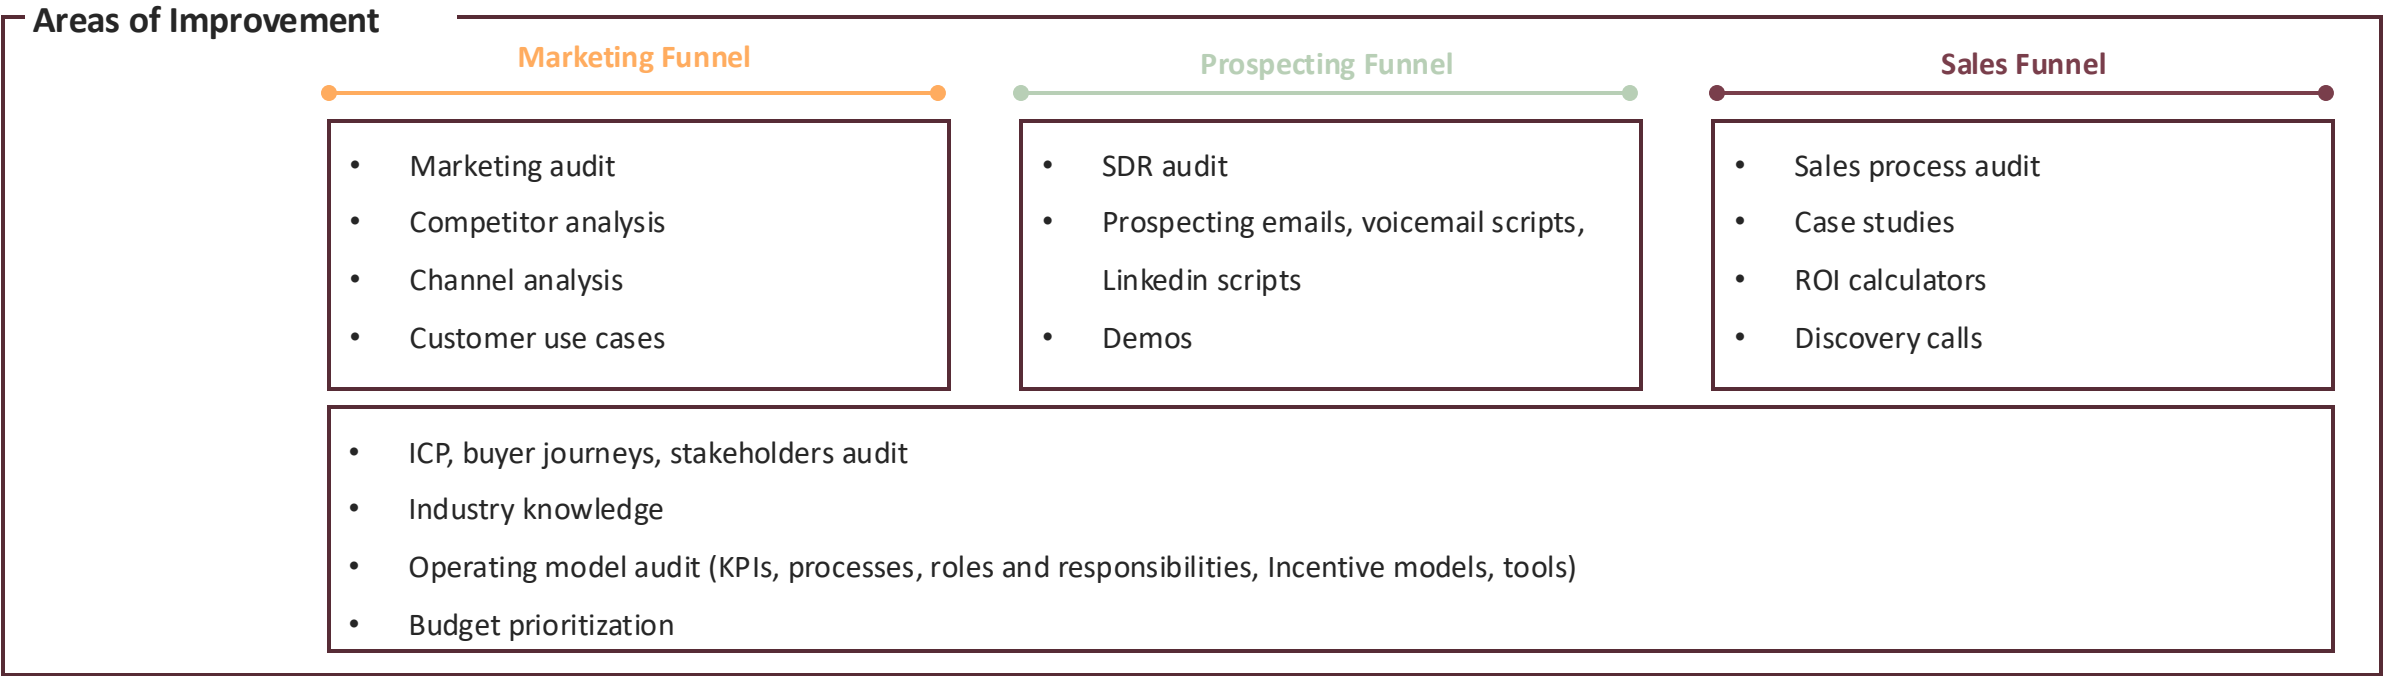 Areas of Improvement
Marketing Funnel
• Marketing audit
• Competitor analysis
• Channel analysis
• Customer use cases
Prospecting Funnel
• SDR audit
• Prospecting emails, voicemail scripts,
Linkedin scripts
• Demos
Sales Funnel
• Sales process audit
• Case studies
• ROI calculators
• Discovery calls
• ICP, buyer journeys, stakeholders audit
• Industry knowledge
• Operating model audit (KPIs, processes, roles and responsibilities, Incentive models, tools)
• Budget prioritization